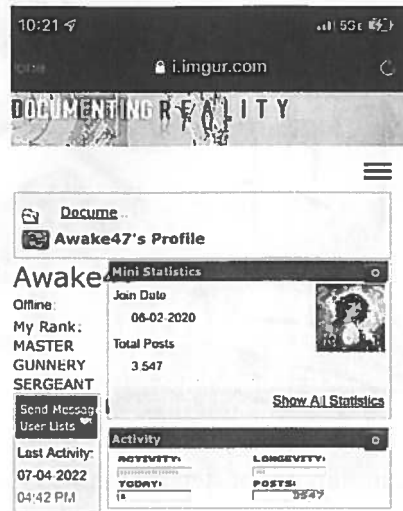 10:21
i.imgur.com
DOCUMENTING REALITY
Docume...
Awake47's Profile
Awake4
Mini Statistics
Offline:
Join Date
06-02-2020
My Rank:
MASTER
GUNNERY
SERGEANT
Total Posts
3 547
Send Messag
User Lists
Show All Statistics
Last Activity:
07-04-2022
04:42 PM
Activity
ACTIVITY:
LONGEVITY:
TODAY:
POSTS:
3547